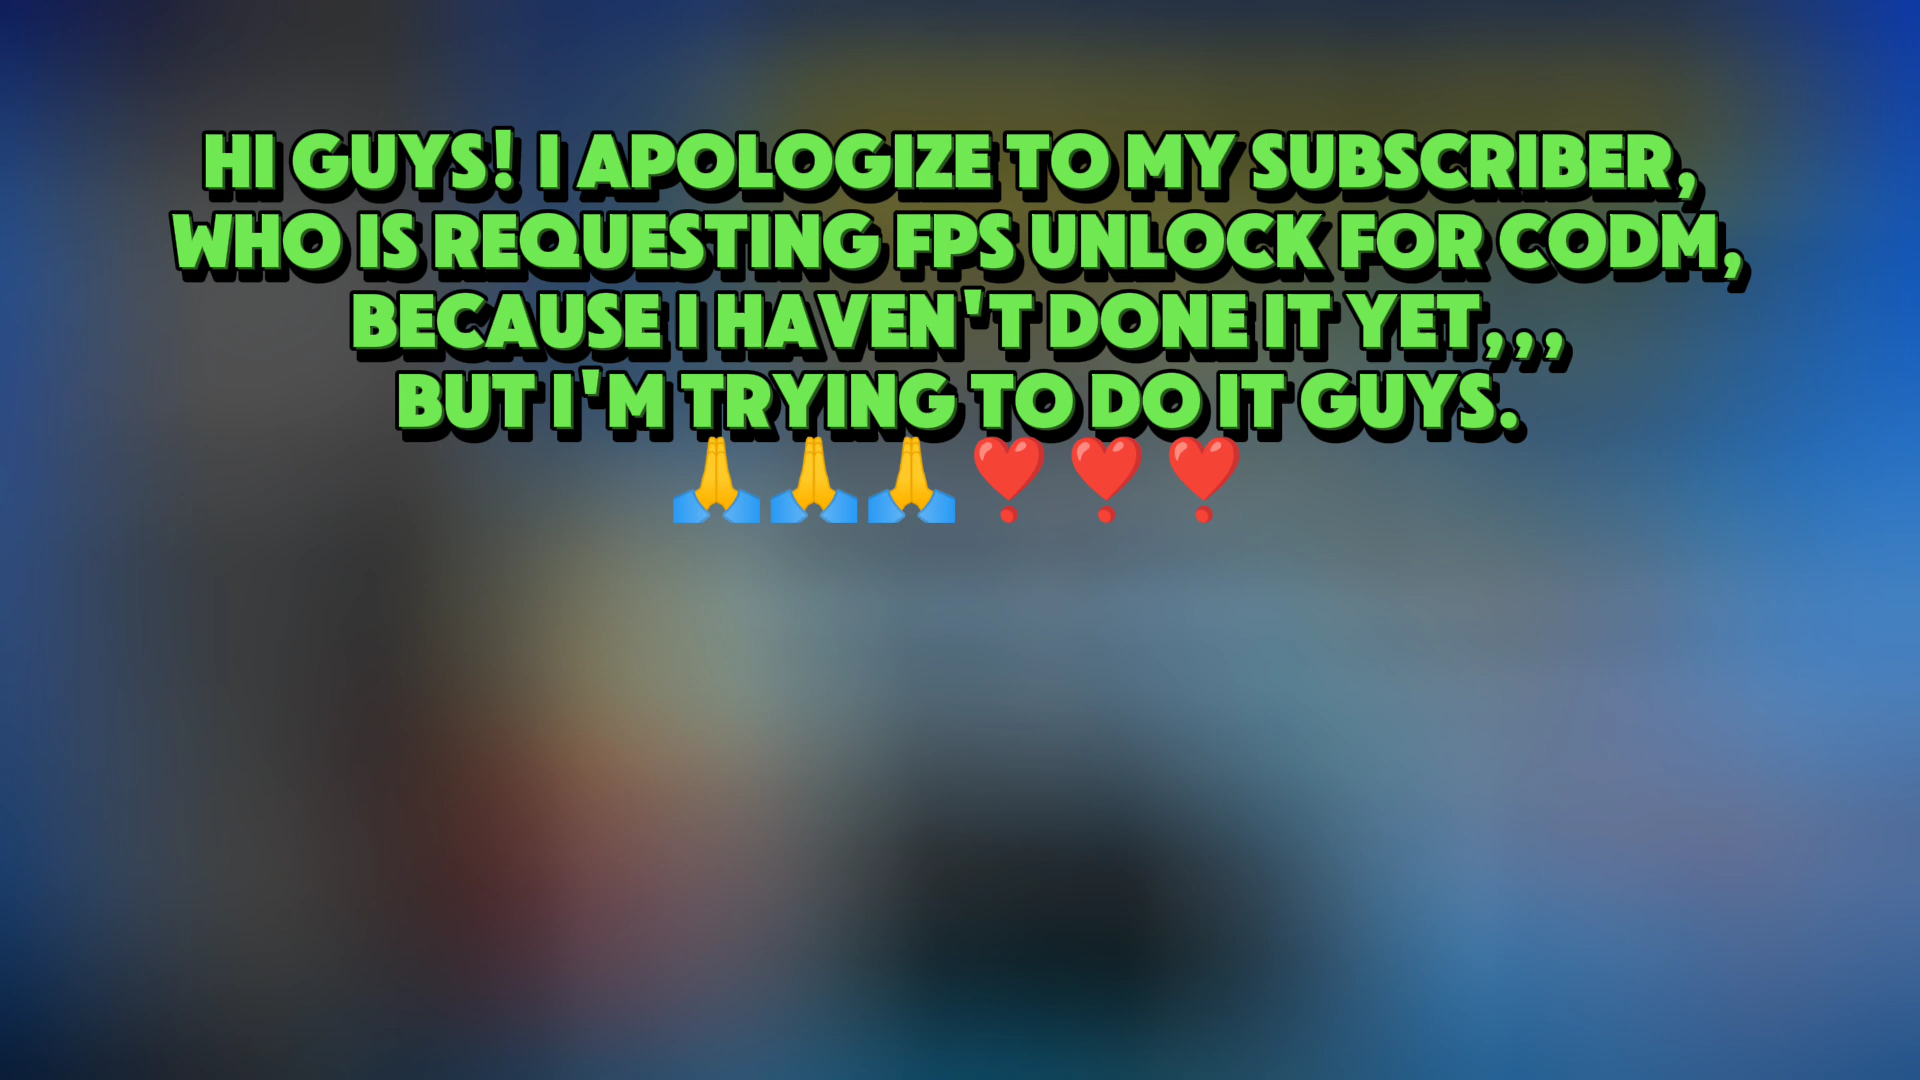 HI GUYS! I APOLOGIZE TO MY SUBSCRIBER,
WHO IS REQUESTING FPS UNLOCK FOR CODM,
BECAUSE I HAVEN'T DONE IT YET,,,
BUT I'M TRYING TO DO IT GUYS.
🙏🙏🙏❣️❣️❣️